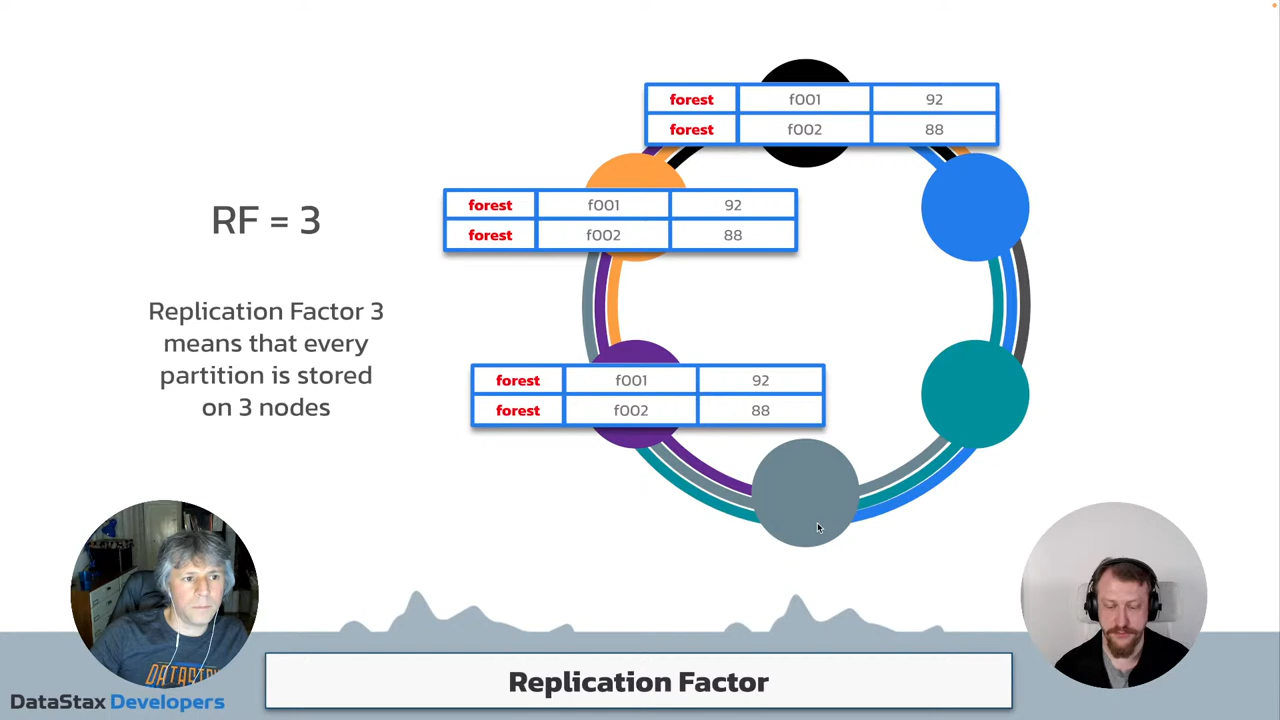 forest f001 92
forest f002 88
forest f001 92
forest f002 88
RF = 3
Replication Factor 3
means that every
partition is stored
on 3 nodes
forest f001 92
forest f002 88
DATASTAX
DataStax Developers
Replication Factor